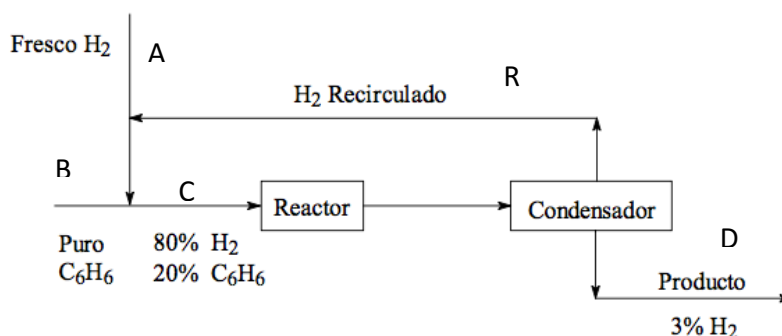 Fresco H2
A
R
H2 Recirculado
B
C
Reactor
Condensador
D
Puro 80% H2
C6H6 20% C6H6
Producto
3% H2